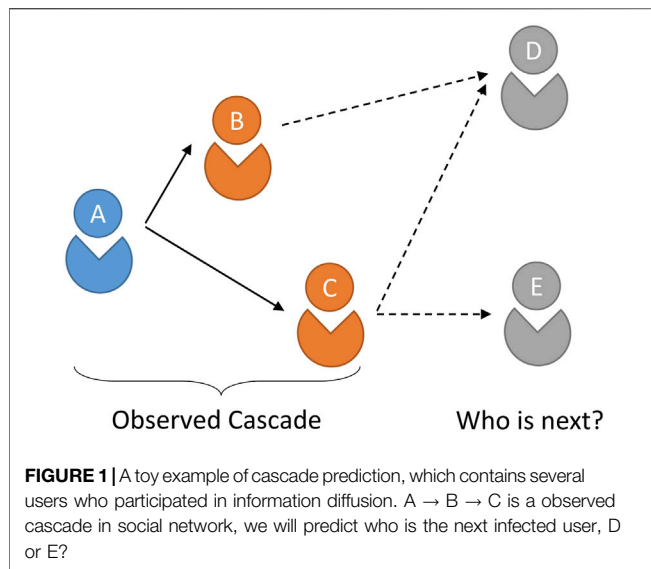 D
B
A
C
E
Observed Cascade
Who is next?
FIGURE 1 | A toy example of cascade prediction, which contains several
users who participated in information diffusion. A → B → C is a observed
cascade in social network, we will predict who is the next infected user, D
or E?